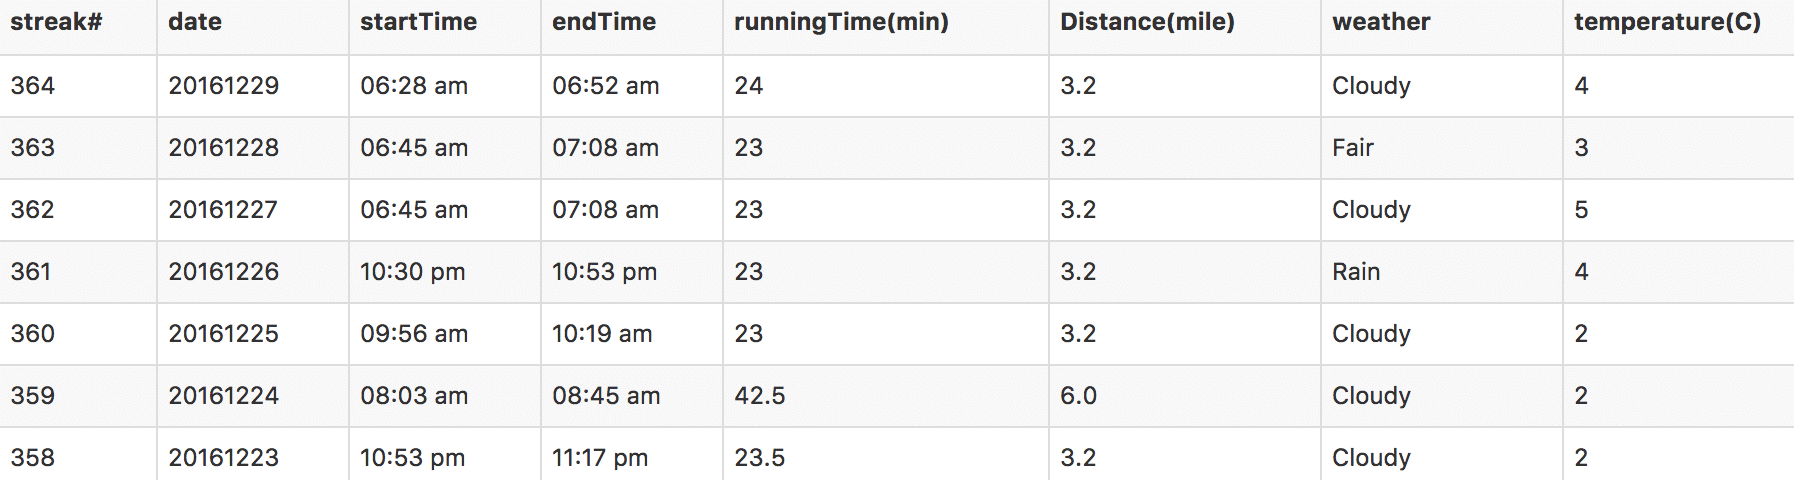 streak# date startTime endTime runningTime(min) Distance(mile) weather temperature(C)
364 20161229 06:28 am 06:52 am 24 3.2 Cloudy 4
363 20161228 06:45 am 07:08 am 23 3.2 Fair 3
362 20161227 06:45 am 07:08 am 23 3.2 Cloudy 5
361 20161226 10:30 pm 10:53 pm 23 3.2 Rain 4
360 20161225 09:56 am 10:19 am 23 3.2 Cloudy 2
359 20161224 08:03 am 08:45 am 42.5 6.0 Cloudy 2
358 20161223 10:53 pm 11:17 pm 23.5 3.2 Cloudy 2